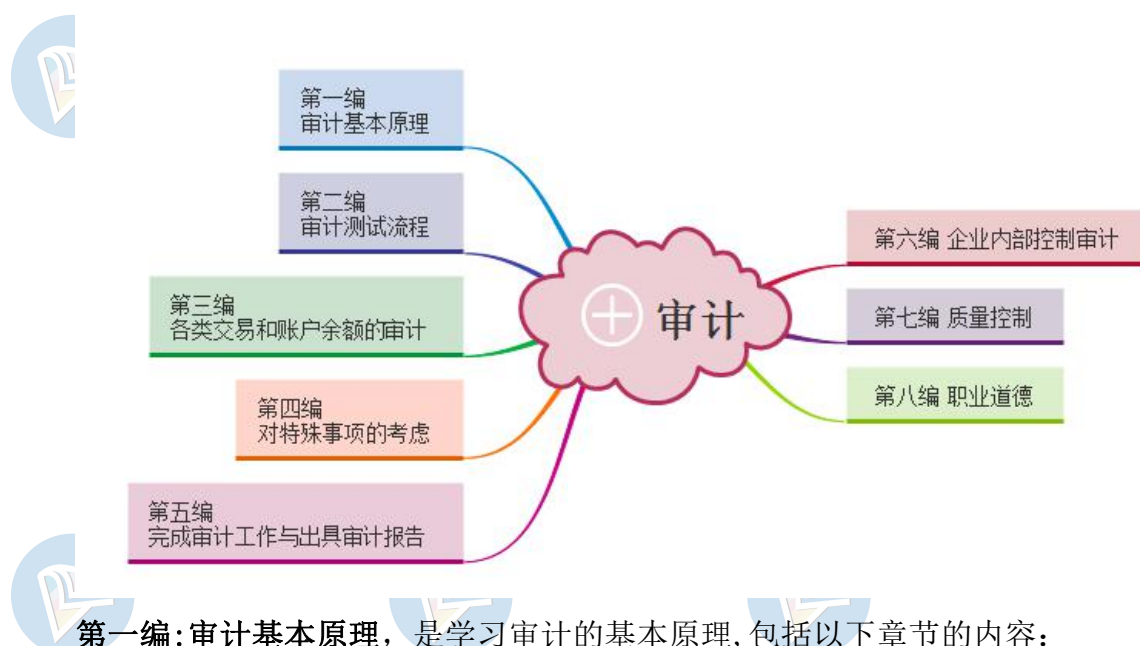 第一编
审计基本原理
第二编
审计测试流程
第三编
各类交易和账户余额的审计
第四编
对特殊事项的考虑
第五编
完成审计工作与出具审计报告
审计
第六编 企业内部控制审计
第七编 质量控制
第八编 职业道德
第一编:审计基本原理，是学习审计的基本原理,包括以下章节的内容：